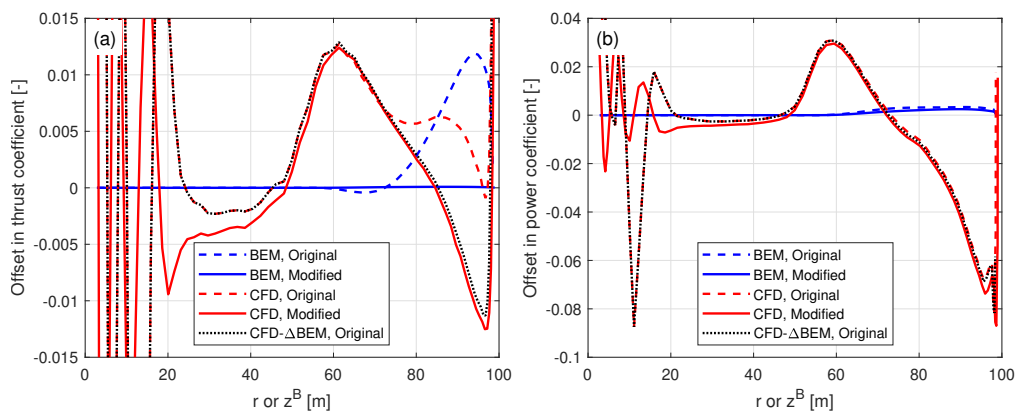 (a)
Offset in thrust coefficient [-]
0.015
0.01
0.005
0
-0.005
-0.01
-0.015
BEM, Original
BEM, Modified
CFD, Original
CFD, Modified
CFD-ΔBEM, Original
0 20 40 60 80 100
r or z^B [m]
(b)
Offset in power coefficient [-]
0.04
0.02
0
-0.02
-0.04
-0.06
-0.08
-0.1
BEM, Original
BEM, Modified
CFD, Original
CFD, Modified
CFD-ΔBEM, Original
0 20 40 60 80 100
r or z^B [m]